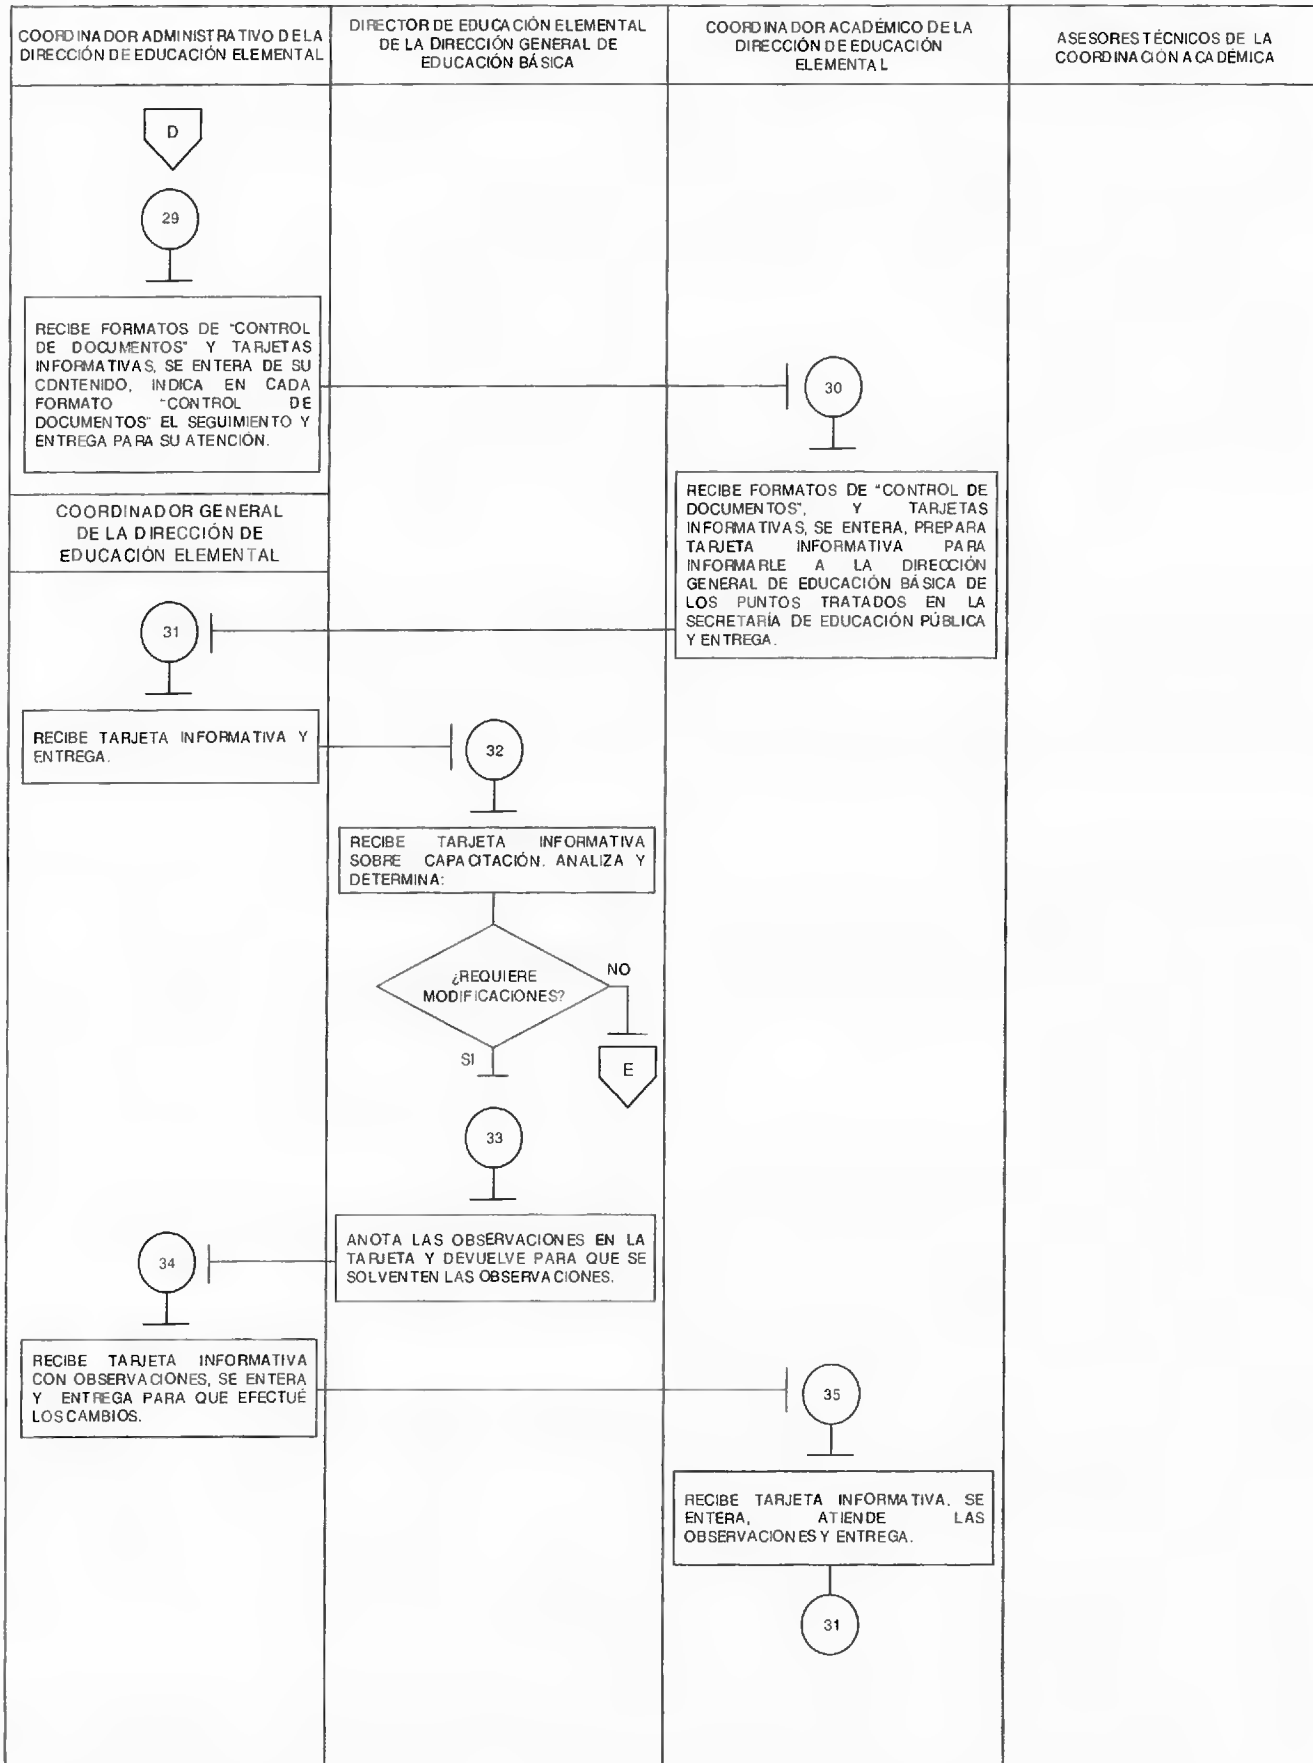 COORDINADOR ADMINISTRATIVO DE LA
DIRECCIÓN DE EDUCACIÓN ELEMENTAL
DIRECTOR DE EDUCACIÓN ELEMENTAL
DE LA DIRECCIÓN GENERAL DE
EDUCACIÓN BÁSICA
COORDINADOR ACADÉMICO DE LA
DIRECCIÓN DE EDUCACIÓN
ELEMENTAL
ASESORES TÉCNICOS DE LA
COORDINACIÓN ACADÉMICA
D
29
RECIBE FORMATOS DE "CONTROL
DE DOCUMENTOS" Y TARJETAS
INFORMATIVAS, SE ENTERA DE SU
CONTENIDO, INDICA EN CADA
FORMATO "CONTROL DE
DOCUMENTOS" EL SEGUIMIENTO Y
ENTREGA PARA SU ATENCIÓN.
30
RECIBE FORMATOS DE "CONTROL DE
DOCUMENTOS", Y TARJETAS
INFORMATIVAS, SE ENTERA, PREPARA
TARJETA INFORMATIVA PARA
INFORMARLE A LA DIRECCIÓN
GENERAL DE EDUCACIÓN BÁSICA DE
LOS PUNTOS TRATADOS EN LA
SECRETARÍA DE EDUCACIÓN PÚBLICA
Y ENTREGA.
COORDINADOR GENERAL
DE LA DIRECCIÓN DE
EDUCACIÓN ELEMENTAL
31
RECIBE TARJETA INFORMATIVA Y
ENTREGA.
32
RECIBE TARJETA INFORMATIVA
SOBRE CAPACITACIÓN. ANALIZA Y
DETERMINA:
¿REQUIERE
MODIFICACIONES?
NO
SI
E
33
ANOTA LAS OBSERVACIONES EN LA
TARJETA Y DEVUELVE PARA QUE SE
SOLVENTEN LAS OBSERVACIONES.
34
RECIBE TARJETA INFORMATIVA
CON OBSERVACIONES, SE ENTERA
Y ENTREGA PARA QUE EFECTUÉ
LOS CAMBIOS.
35
RECIBE TARJETA INFORMATIVA. SE
ENTERA, ATIENDE LAS
OBSERVACIONES Y ENTREGA.
31